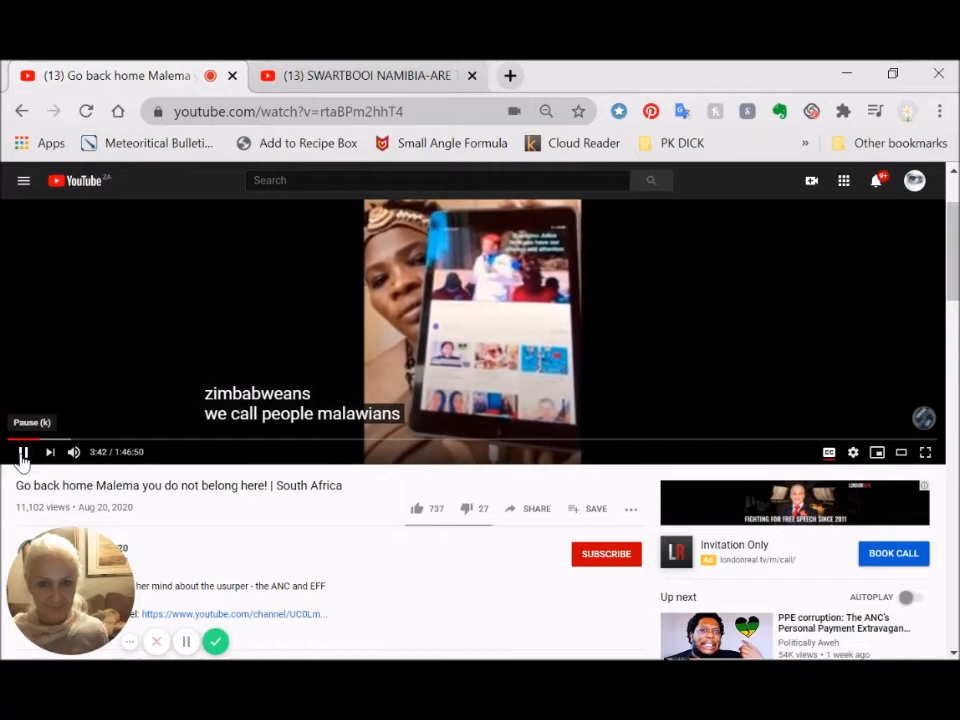 (13) Go back home Malema
(13) SWARTBOOI NAMIBIA-ARE
youtube.com/watch?v=rtaBPm2hhT4
Apps
Meteoritical Bulleti...
Add to Recipe Box
Small Angle Formula
Cloud Reader
PK DICK
»
Other bookmarks
YouTube ZA
Search
9+
zimbabweans
we call people malawians
Pause (k)
3:42 / 1:46:50
CC
Go back home Malema you do not belong here! | South Africa
11,102 views • Aug 20, 2020
737
27
SHARE
SAVE
20
SUBSCRIBE
her mind about the usurper - the ANC and EFF
el: https://www.youtube.com/channel/UC0Lm...
LONDONREAL
FIGHTING FOR FREE SPEECH SINCE 2011
LR
Invitation Only
Ad londonreal.tv/m/call/
BOOK CALL
Up next
AUTOPLAY
PPE corruption: The ANC's
Personal Payment Extravagan...
Politically Aweh
54K views • 1 week ago